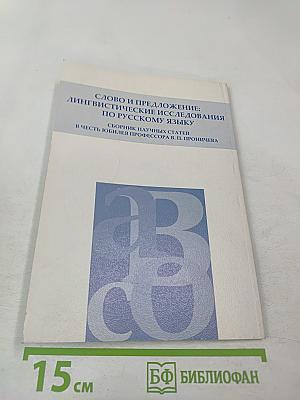 СЛОВО И ПРЕДЛОЖЕНИЕ:
ЛИНГВИСТИЧЕСКИЕ ИССЛЕДОВАНИЯ
ПО РУССКОМУ ЯЗЫКУ
СБОРНИК НАУЧНЫХ СТАТЕЙ
В ЧЕСТЬ ЮБИЛЕЯ ПРОФЕССОРА В. П. ПРОНИЧЕВА
а В с О
15 см
БФ БИБЛИОФАН